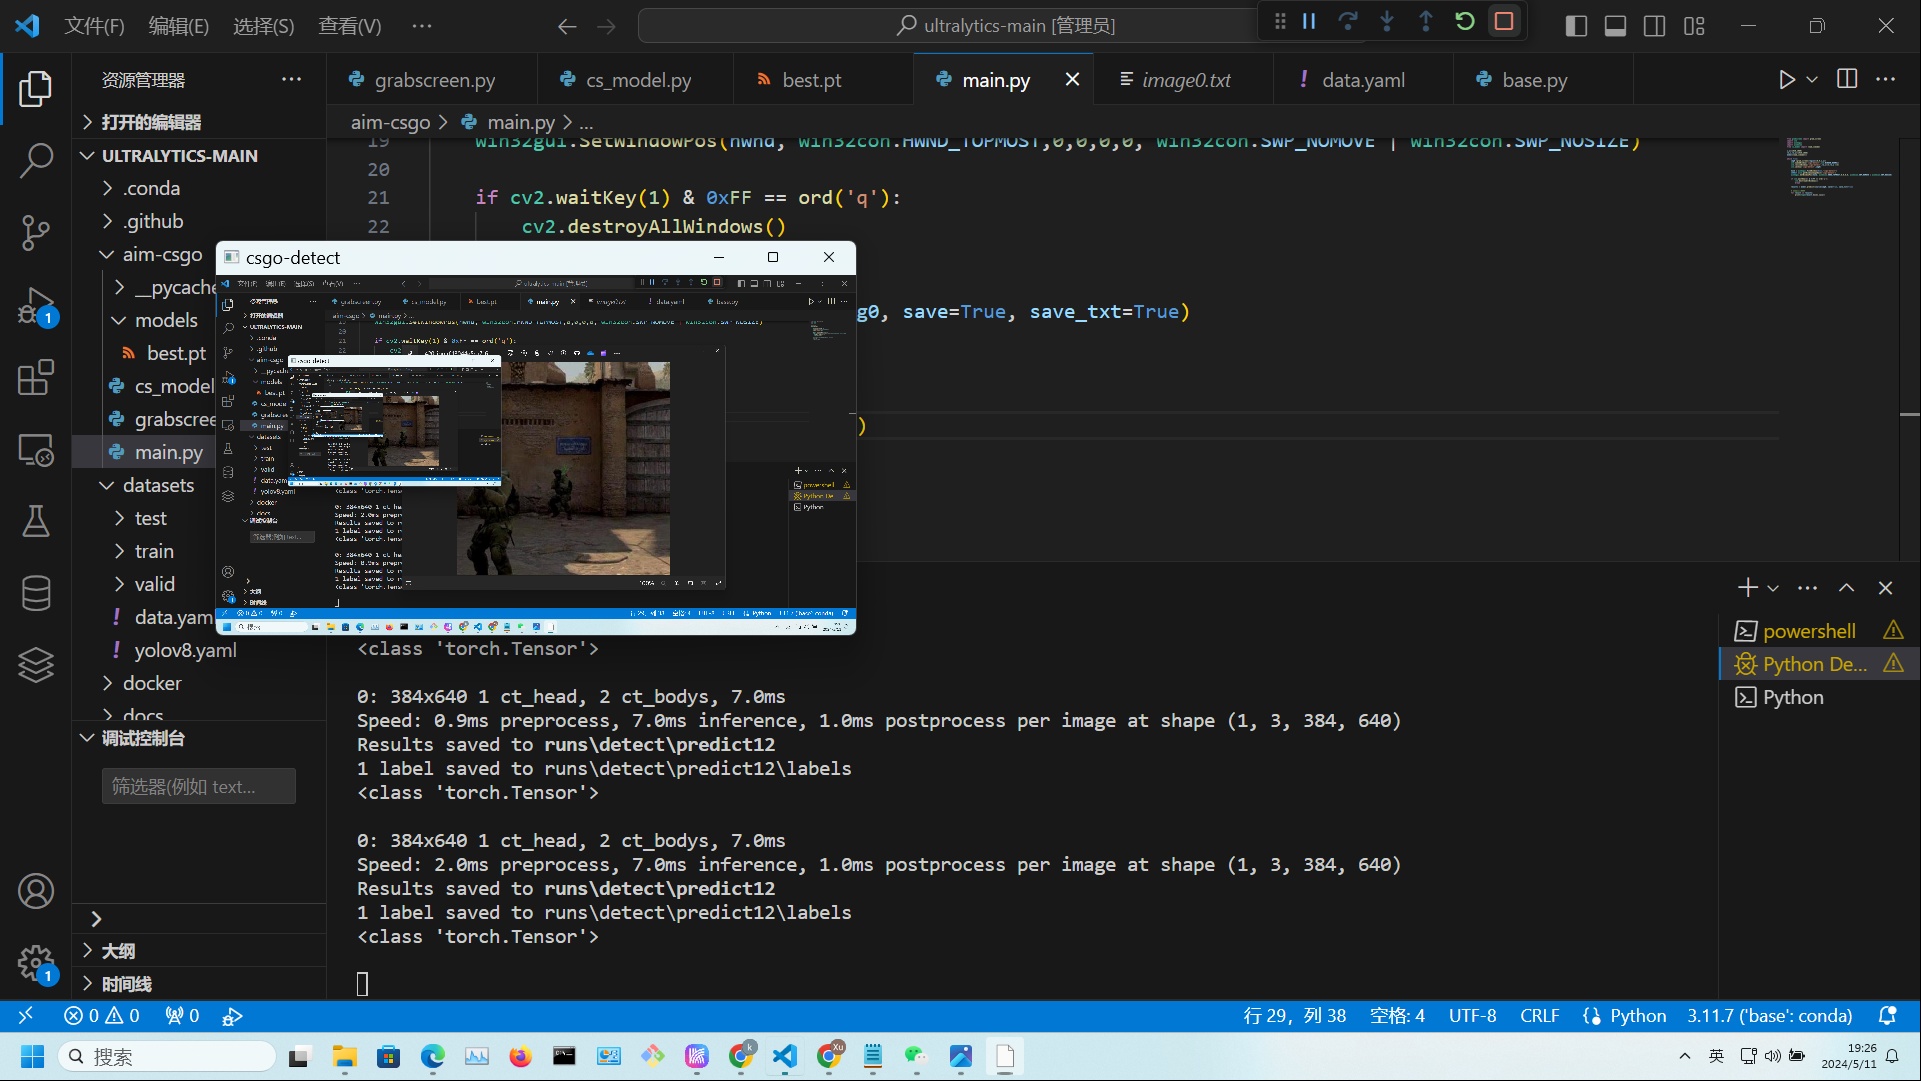 文件(F) 编辑(E) 选择(S) 查看(V) ···
ultralytics-main [管理员]
资源管理器
grabscreen.py
cs_model.py
best.pt
main.py
image0.txt
data.yaml
base.py
打开的编辑器
aim-csgo > main.py > ...
ULTRALYTICS-MAIN
.conda
.github
aim-csgo
__pycache
models
best.pt
cs_model
grabscree
main.py
datasets
test
train
valid
data.yam
yolov8.yaml
docker
docs
调试控制台
筛选器(例如 text...
大纲
时间线
19 win32gui.SetWindowPos(hwnd, win32con.HWND_TOPMOST,0,0,0,0, win32con.SWP_NOMOVE | win32con.SWP_NOSIZE)
20
21 if cv2.waitKey(1) & 0xFF == ord('q'):
22 cv2.destroyAllWindows()
g0, save=True, save_txt=True)
)
csgo-detect
<class 'torch.Tensor'>
0: 384x640 1 ct_head, 2 ct_bodys, 7.0ms
Speed: 0.9ms preprocess, 7.0ms inference, 1.0ms postprocess per image at shape (1, 3, 384, 640)
Results saved to runs\detect\predict12
1 label saved to runs\detect\predict12\labels
<class 'torch.Tensor'>
0: 384x640 1 ct_head, 2 ct_bodys, 7.0ms
Speed: 2.0ms preprocess, 7.0ms inference, 1.0ms postprocess per image at shape (1, 3, 384, 640)
Results saved to runs\detect\predict12
1 label saved to runs\detect\predict12\labels
<class 'torch.Tensor'>
powershell
Python De...
Python
1
1
0 0 0
行 29，列 38 空格: 4 UTF-8 CRLF Python 3.11.7 ('base': conda)
搜索
英
19:26
2024/5/11